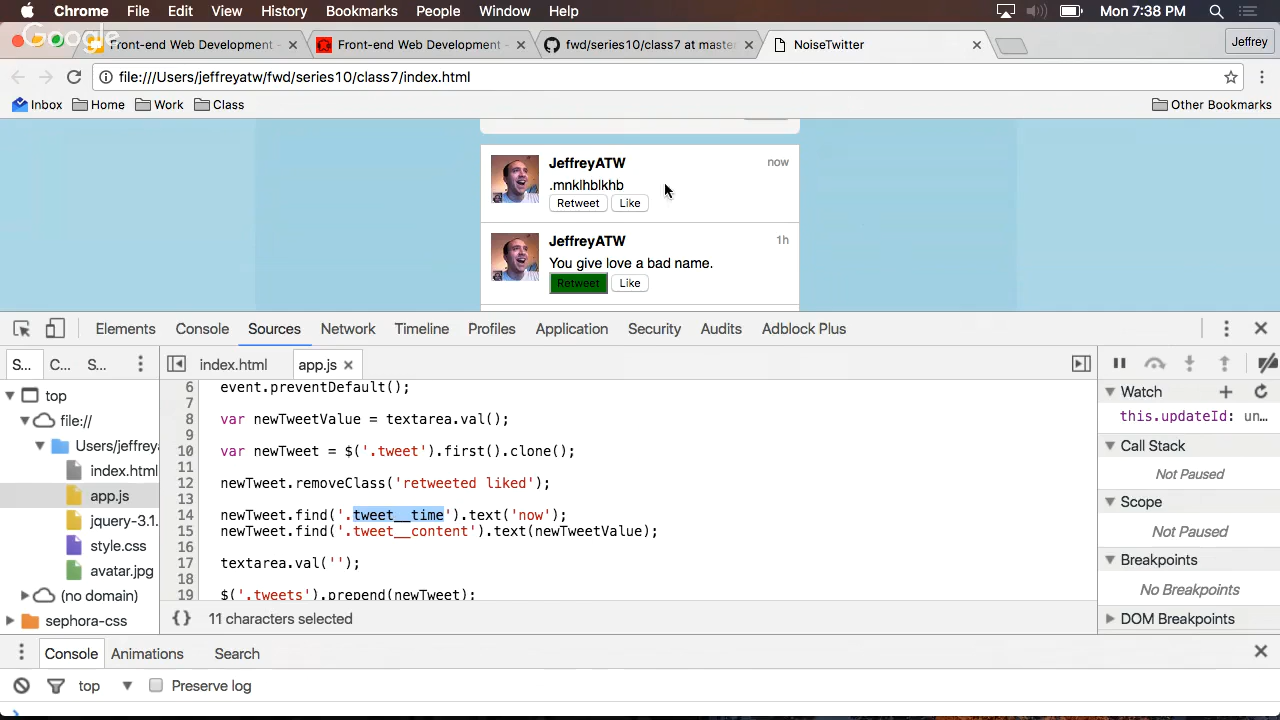 Chrome File Edit View History Bookmarks People Window Help Mon 7:38 PM
Google
Front-end Web Development - Front-end Web Development - fwd/series10/class7 at master NoiseTwitter Jeffrey
file:///Users/jeffreyatw/fwd/series10/class7/index.html
Inbox Home Work Class Other Bookmarks
JeffreyATW now
.mnklhblkhb
Retweet Like
JeffreyATW 1h
You give love a bad name.
Retweet Like
Elements Console Sources Network Timeline Profiles Application Security Audits Adblock Plus
S... C... S... index.html app.js
top
file://
Users/jeffreya
index.html
app.js
jquery-3.1.
style.css
avatar.jpg
(no domain)
sephora-css
6 event.preventDefault();
7
8 var newTweetValue = textarea.val();
9
10 var newTweet = $('.tweet').first().clone();
11
12 newTweet.removeClass('retweeted liked');
13
14 newTweet.find('.tweet__time').text('now');
15 newTweet.find('.tweet__content').text(newTweetValue);
16
17 textarea.val('');
18
19 $('.tweets').prepend(newTweet);
{} 11 characters selected
Watch
this.updateId: un...
Call Stack
Not Paused
Scope
Not Paused
Breakpoints
No Breakpoints
DOM Breakpoints
Console Animations Search
top Preserve log